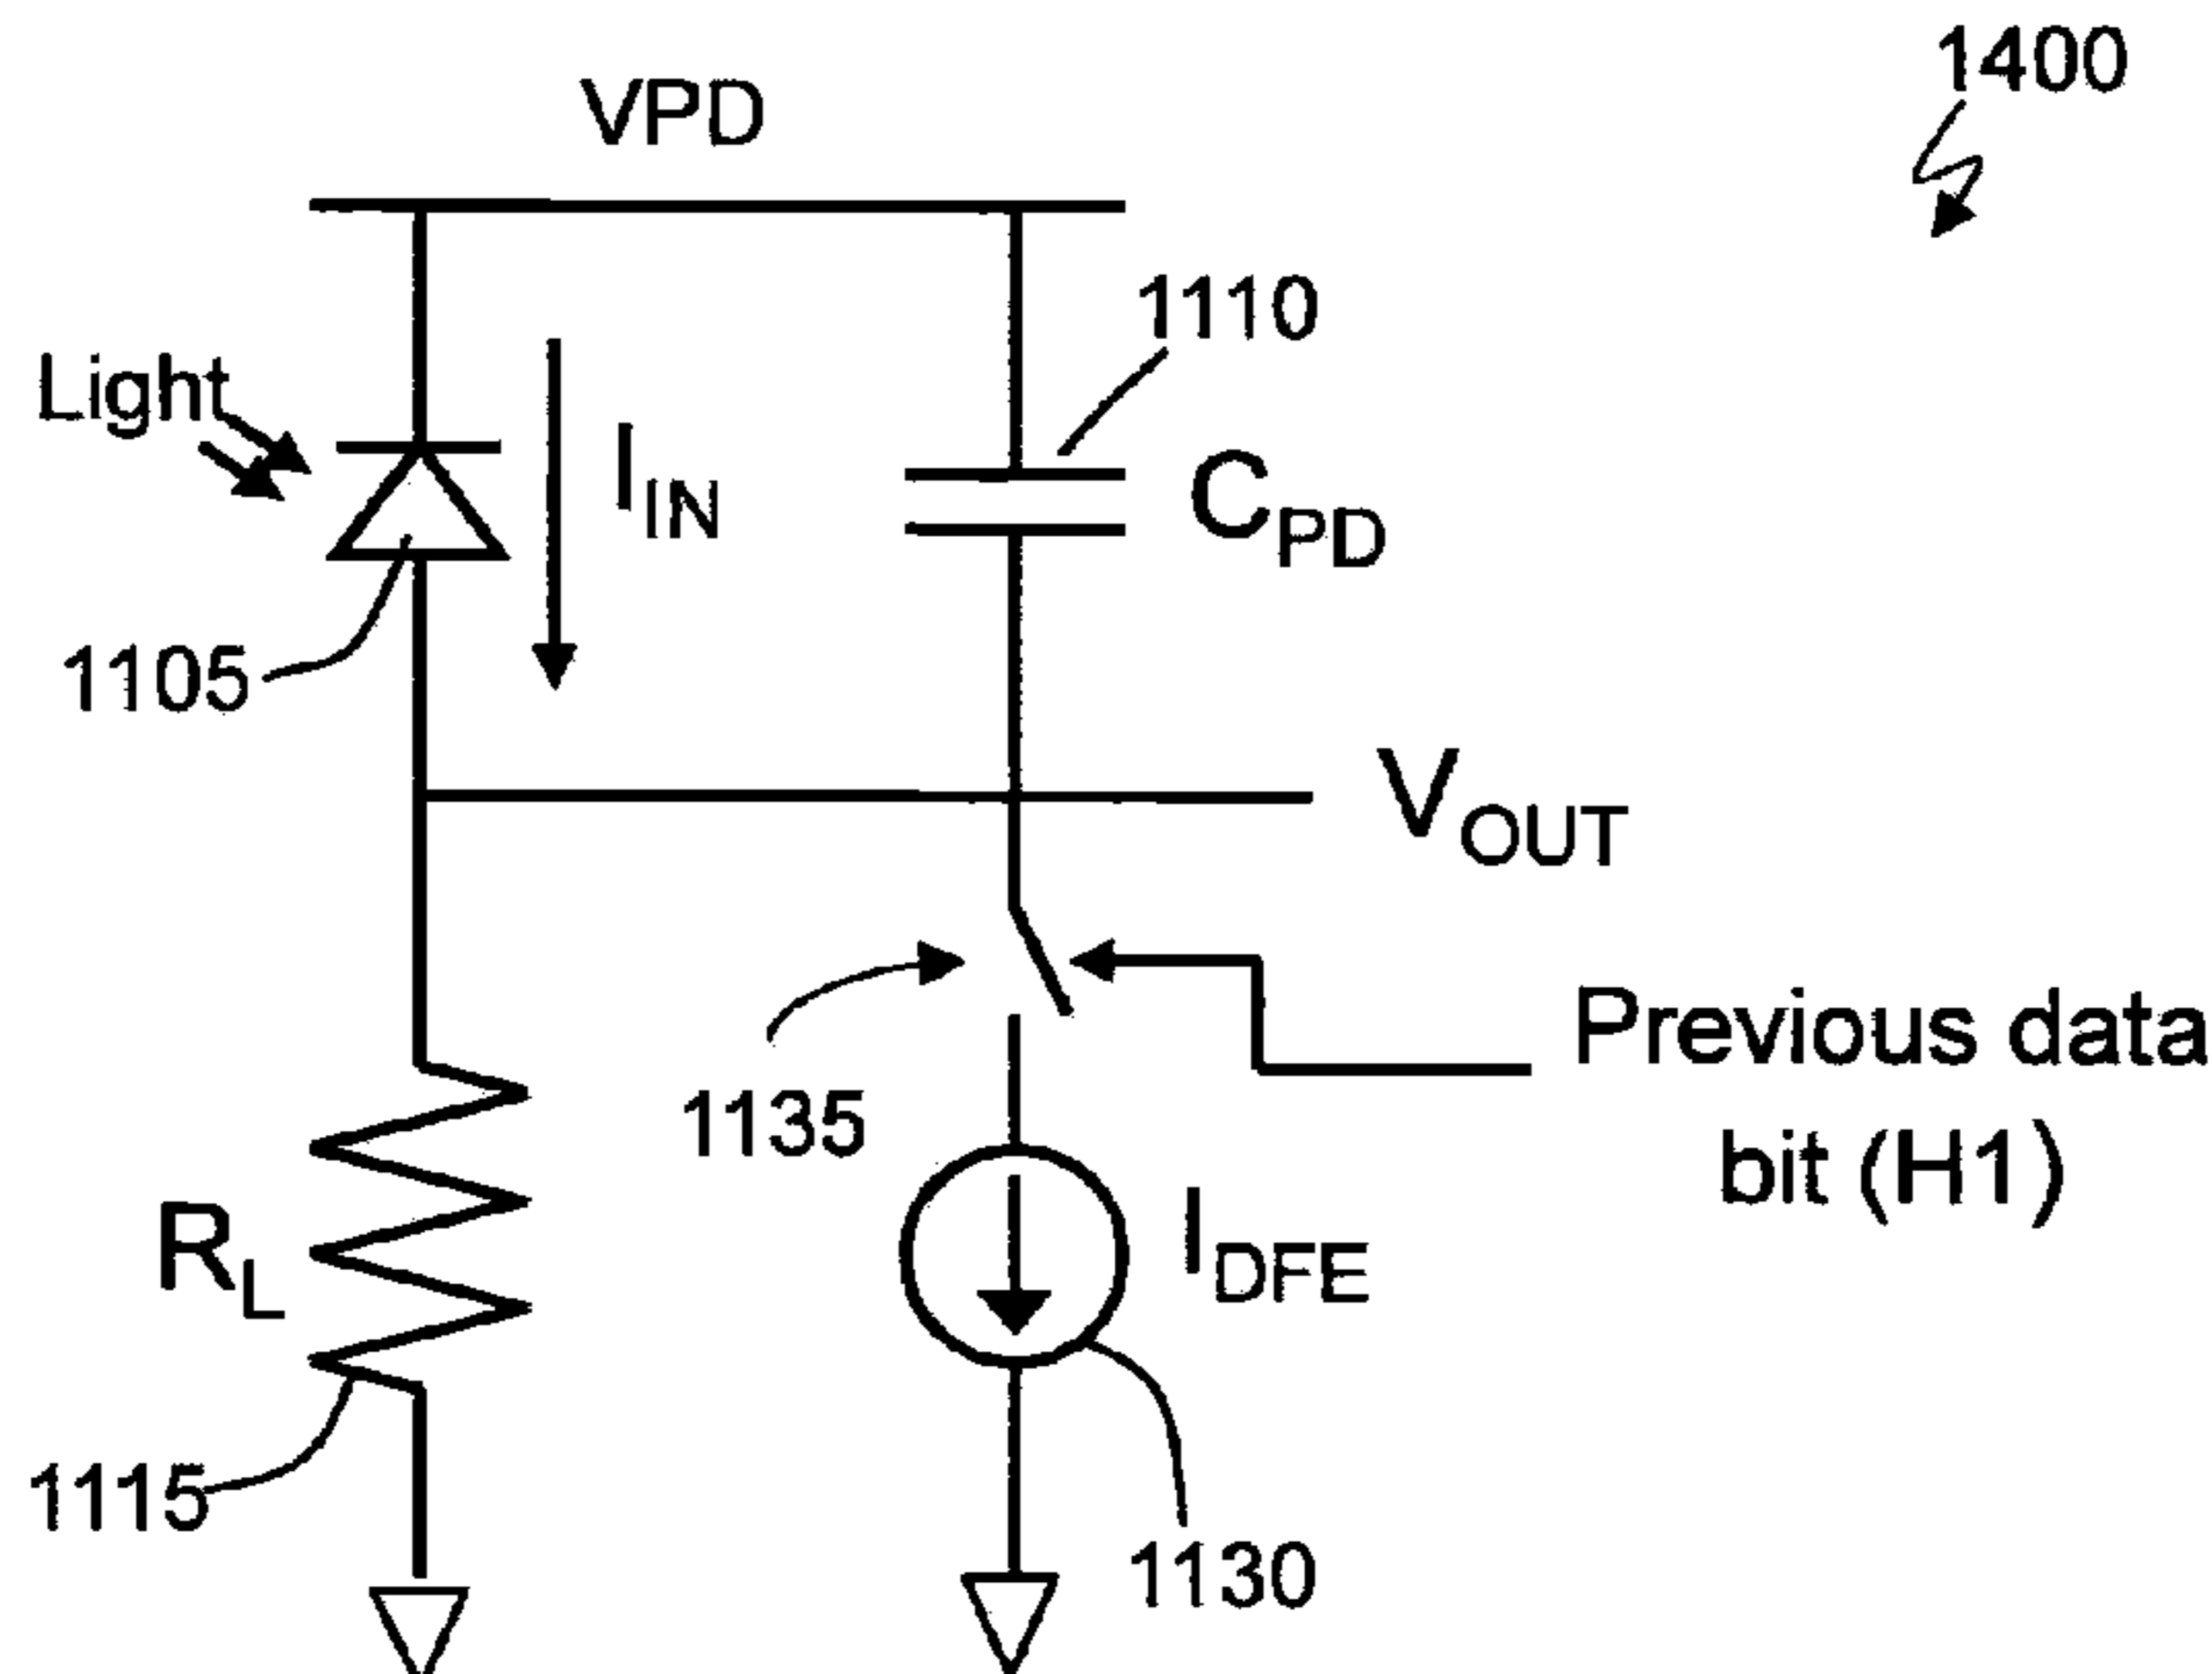 1400
VPD
1110
Light
I_IN
C_PD
1105
V_OUT
Previous data
bit (H1)
1135
R_L
I_DFE
1115
1130